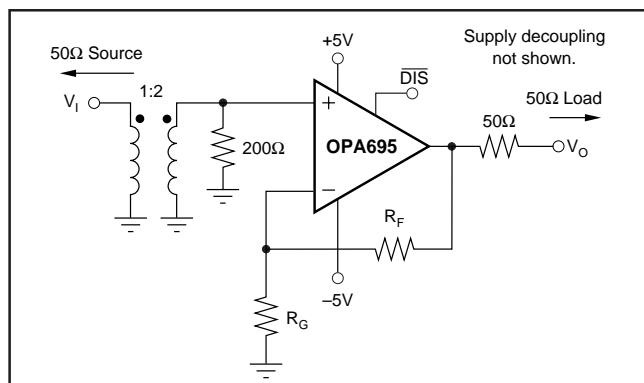 50Ω Source
1:2
V_I
200Ω
+5V
DIS
Supply decoupling
not shown.
50Ω Load
50Ω
V_O
+
OPA695
–
R_F
–5V
R_G